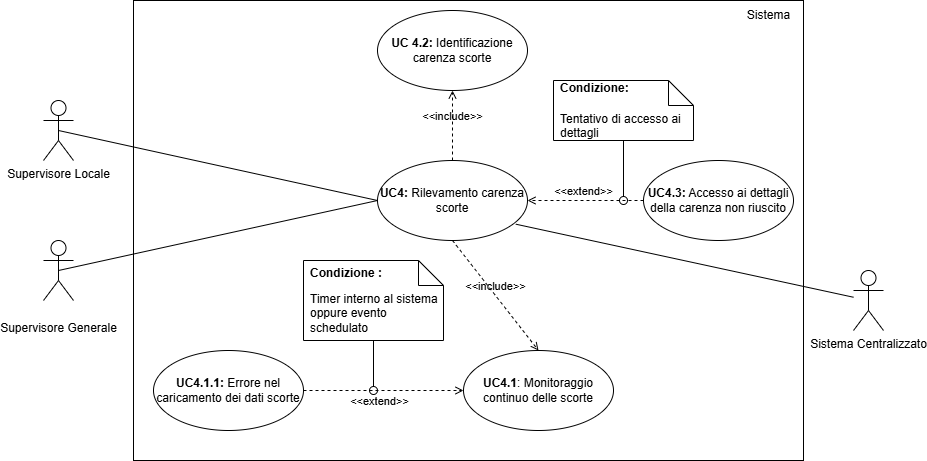 Sistema
UC 4.2: Identificazione
carenza scorte
<<include>>
Condizione:
Tentativo di accesso ai
dettagli
Supervisore Locale
UC4: Rilevamento carenza
scorte
<<extend>>
UC4.3: Accesso ai dettagli
della carenza non riuscito
Supervisore Generale
Condizione :
Timer interno al sistema
oppure evento
schedulato
<<include>>
Sistema Centralizzato
UC4.1.1: Errore nel
caricamento dei dati scorte
<<extend>>
UC4.1: Monitoraggio
continuo delle scorte